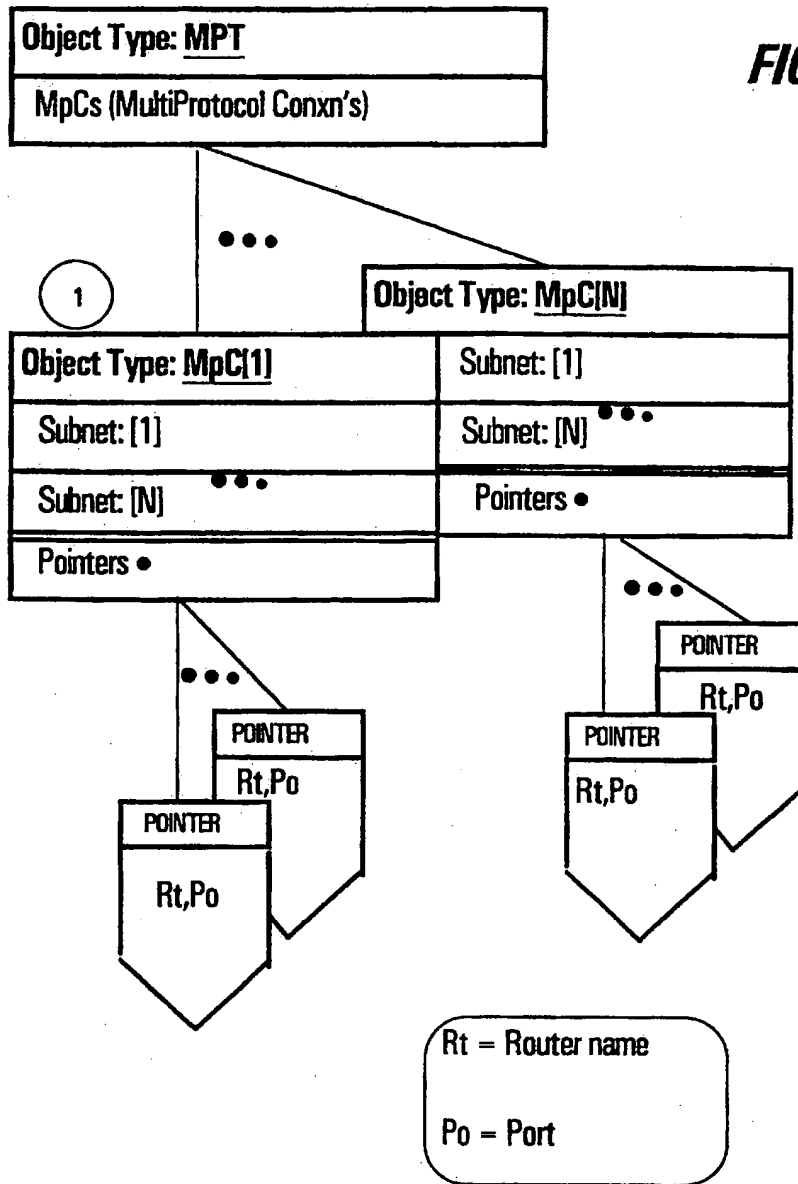 Object Type: MPT
MpCs (MultiProtocol Conxn's)
1
Object Type: MpC[N]
Subnet: [1]
Subnet: [N]
Pointers
Object Type: MpC[1]
Subnet: [1]
Subnet: [N]
Pointers
POINTER
Rt,Po
POINTER
Rt,Po
POINTER
Rt,Po
POINTER
Rt,Po
Rt = Router name
Po = Port